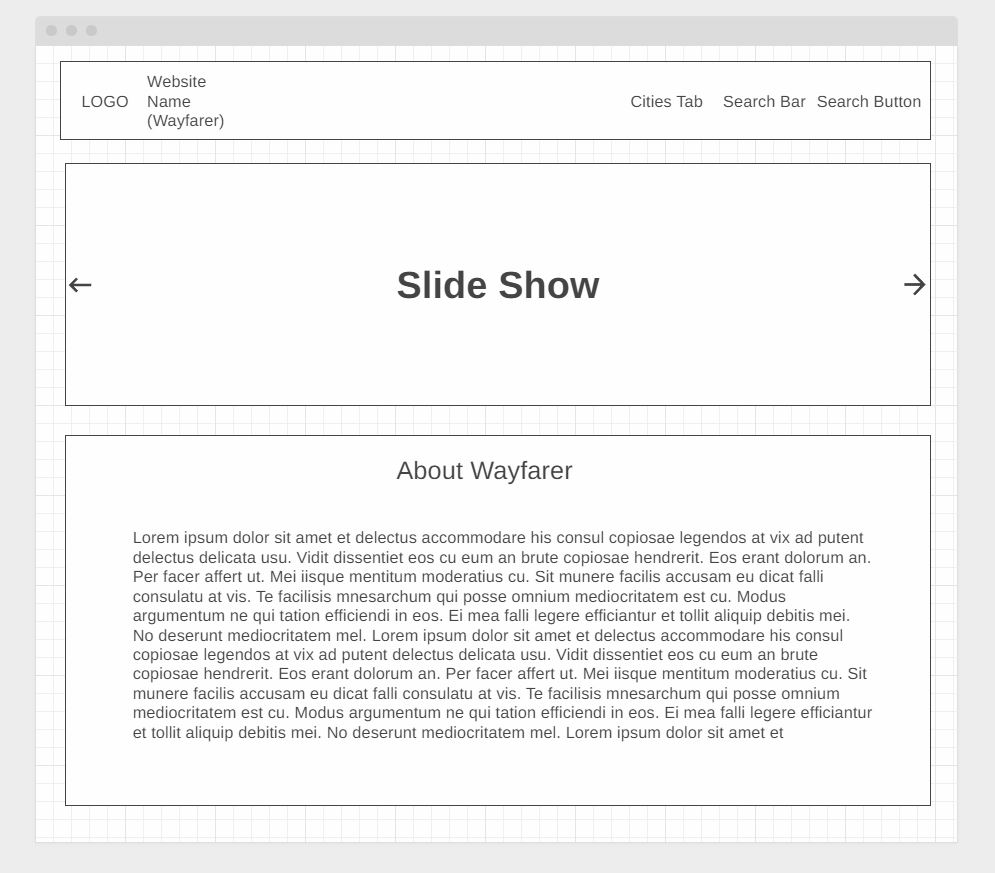 Website
LOGO Name
(Wayfarer)
Cities Tab Search Bar Search Button
Slide Show
About Wayfarer
Lorem ipsum dolor sit amet et delectus accommodare his consul copiosae legendos at vix ad putent
delectus delicata usu. Vidit dissentiet eos cu eum an brute copiosae hendrerit. Eos erant dolorum an.
Per facer affert ut. Mei iisque mentitum moderatius cu. Sit munere facilis accusam eu dicat falli
consulatu at vis. Te facilisis mnesarchum qui posse omnium mediocritatem est cu. Modus
argumentum ne qui tation efficiendi in eos. Ei mea falli legere efficiantur et tollit aliquip debitis mei.
No deserunt mediocritatem mel. Lorem ipsum dolor sit amet et delectus accommodare his consul
copiosae legendos at vix ad putent delectus delicata usu. Vidit dissentiet eos cu eum an brute
copiosae hendrerit. Eos erant dolorum an. Per facer affert ut. Mei iisque mentitum moderatius cu. Sit
munere facilis accusam eu dicat falli consulatu at vis. Te facilisis mnesarchum qui posse omnium
mediocritatem est cu. Modus argumentum ne qui tation efficiendi in eos. Ei mea falli legere efficiantur
et tollit aliquip debitis mei. No deserunt mediocritatem mel. Lorem ipsum dolor sit amet et